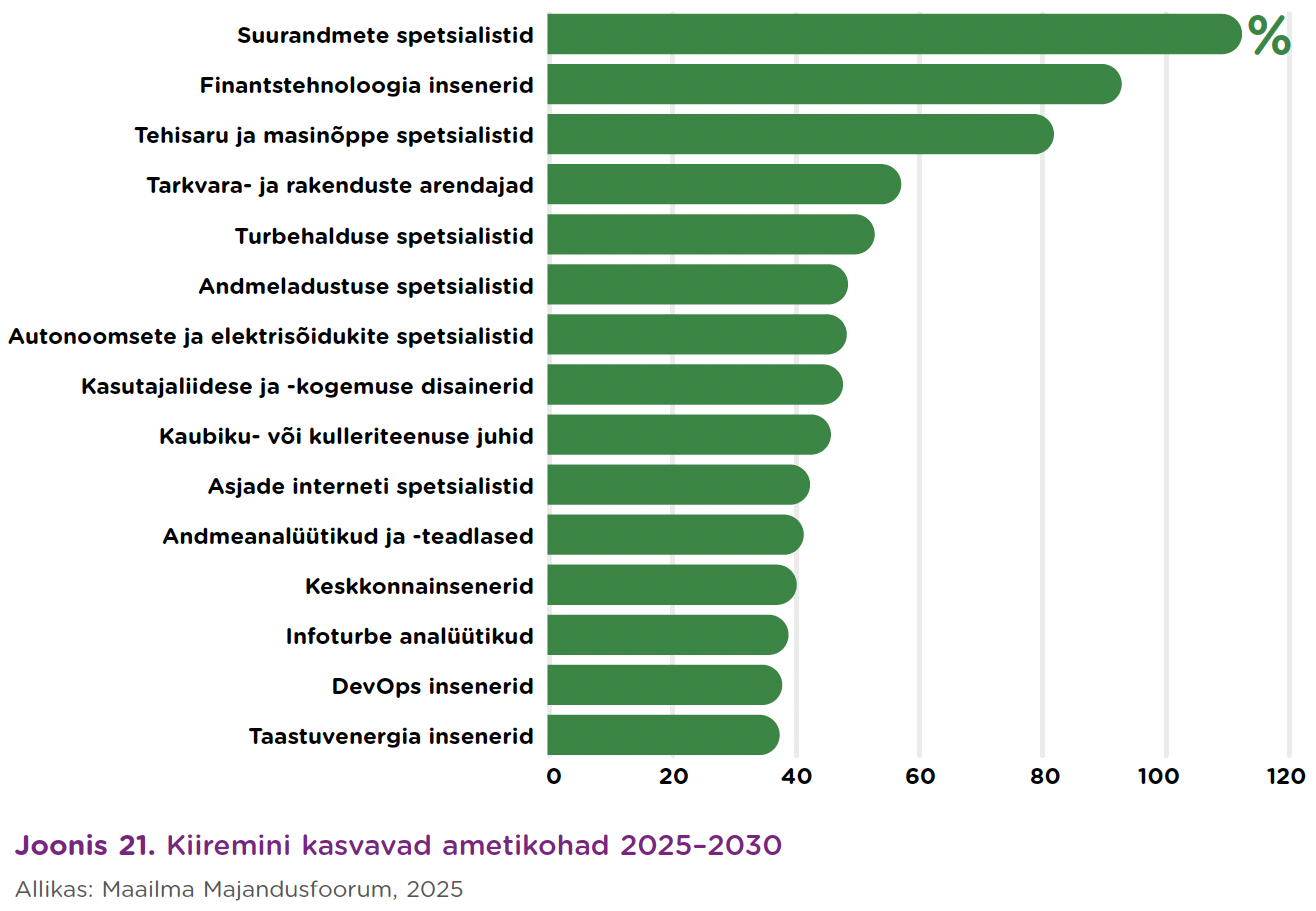 Suurandmete spetsialistid
%
Finantstehnoloogia insenerid
Tehisaru ja masinõppe spetsialistid
Tarkvara- ja rakenduste arendajad
Turbehalduse spetsialistid
Andmeladustuse spetsialistid
Autonoomsete ja elektrisõidukite spetsialistid
Kasutajaliidese ja -kogemuse disainerid
Kaubiku- või kulleriteenuse juhid
Asjade interneti spetsialistid
Andmeanalüütikud ja -teadlased
Keskkonnainsenerid
Infoturbe analüütikud
DevOps insenerid
Taastuvenergia insenerid
0 20 40 60 80 100 120
Joonis 21. Kiiremini kasvavad ametikohad 2025–2030
Allikas: Maailma Majandusfoorum, 2025